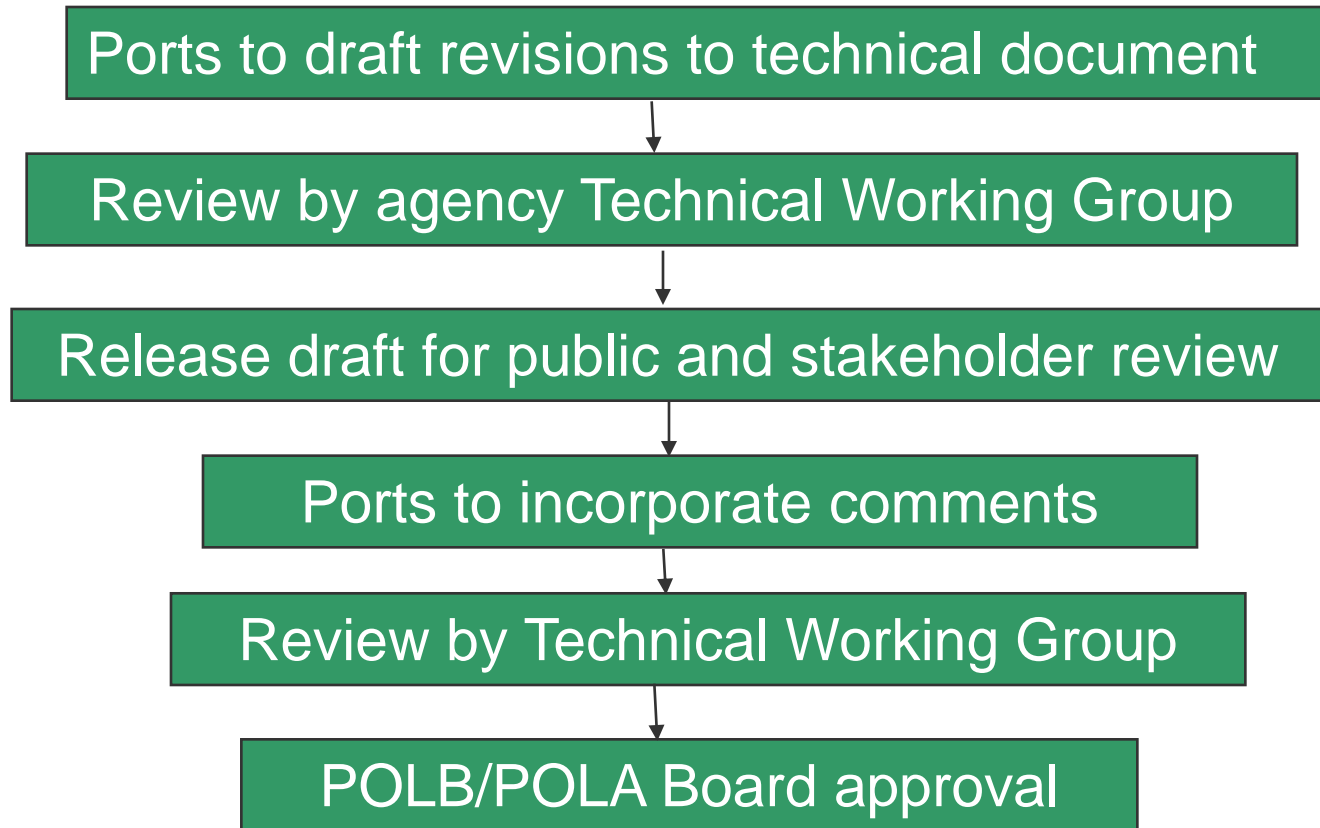 Ports to draft revisions to technical document
Review by agency Technical Working Group
Release draft for public and stakeholder review
Ports to incorporate comments
Review by Technical Working Group
POLB/POLA Board approval